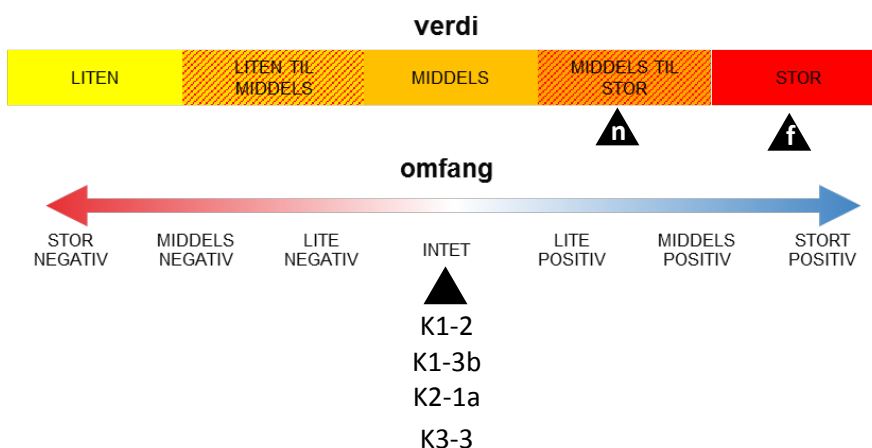 verdi
LITEN
LITEN TIL
MIDDELS
MIDDELS
MIDDELS TIL
STOR
STOR
n
f
omfang
STOR
NEGATIV
MIDDELS
NEGATIV
LITE
NEGATIV
INTET
LITE
POSITIV
MIDDELS
POSITIV
STORT
POSITIV
K1-2
K1-3b
K2-1a
K3-3